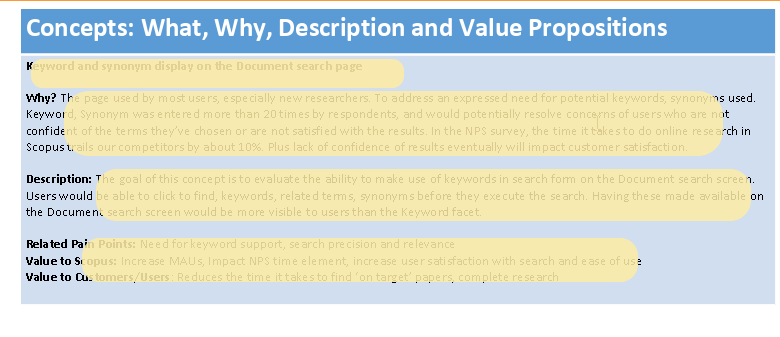 Concepts: What, Why, Description and Value Propositions
Keyword and synonym display on the Document search page
Why? The page used by most users, especially new researchers. To address an expressed need for potential keywords, synonyms used.
Keyword, Synonym was entered more than 20 times by respondents, and would potentially resolve concerns of users who are not
confident of the terms they've chosen or are not satisfied with the results. In the NPS survey, the time it takes to do online research in
Scopus trails our competitors by about 10%. Plus lack of confidence of results eventually will impact customer satisfaction.
Description: The goal of this concept is to evaluate the ability to make use of keywords in search form on the Document search screen.
Users would be able to click to find, keywords, related terms, synonyms before they execute the search. Having these made available on
the Document search screen would be more visible to users than the Keyword facet.
Related Pain Points: Need for keyword support, search precision and relevance
Value to Scopus: Increase MAUs, Impact NPS time element, increase user satisfaction with search and ease of use
Value to Customers/Users: Reduces the time it takes to find 'on target' papers, complete research